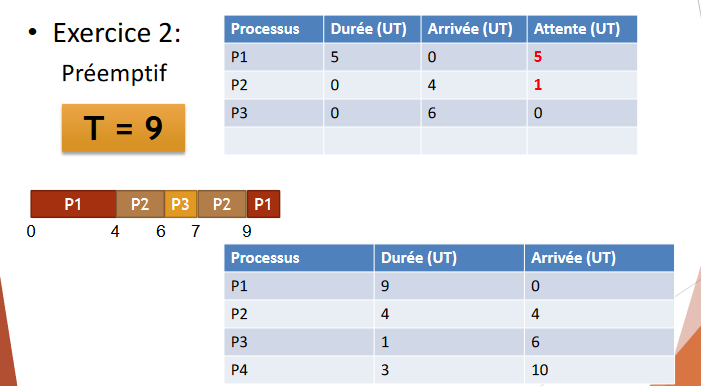 • Exercice 2:
Préemptif
T = 9
Processus Durée (UT) Arrivée (UT) Attente (UT)
P1 5 0 5
P2 0 4 1
P3 0 6 0
P1 P2 P3 P2 P1
0 4 6 7 9
Processus Durée (UT) Arrivée (UT)
P1 9 0
P2 4 4
P3 1 6
P4 3 10